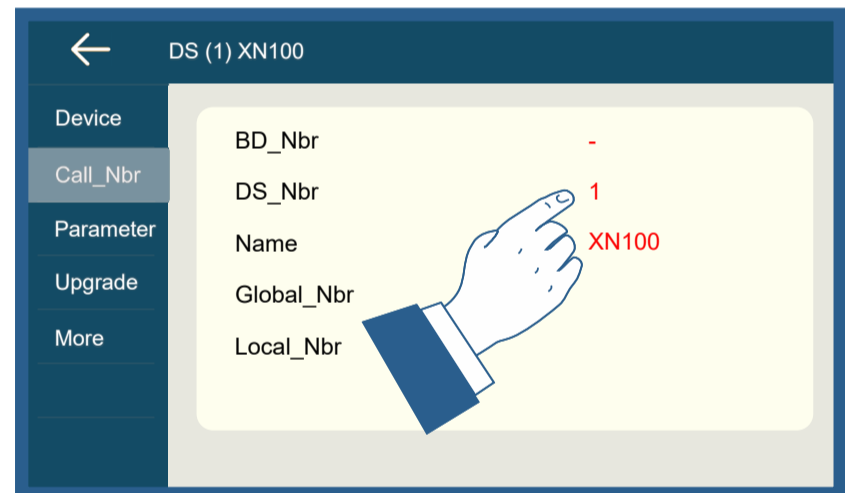 DS (1) XN100
Device
Call_Nbr
Parameter
Upgrade
More
BD_Nbr -
DS_Nbr 1
Name XN100
Global_Nbr
Local_Nbr